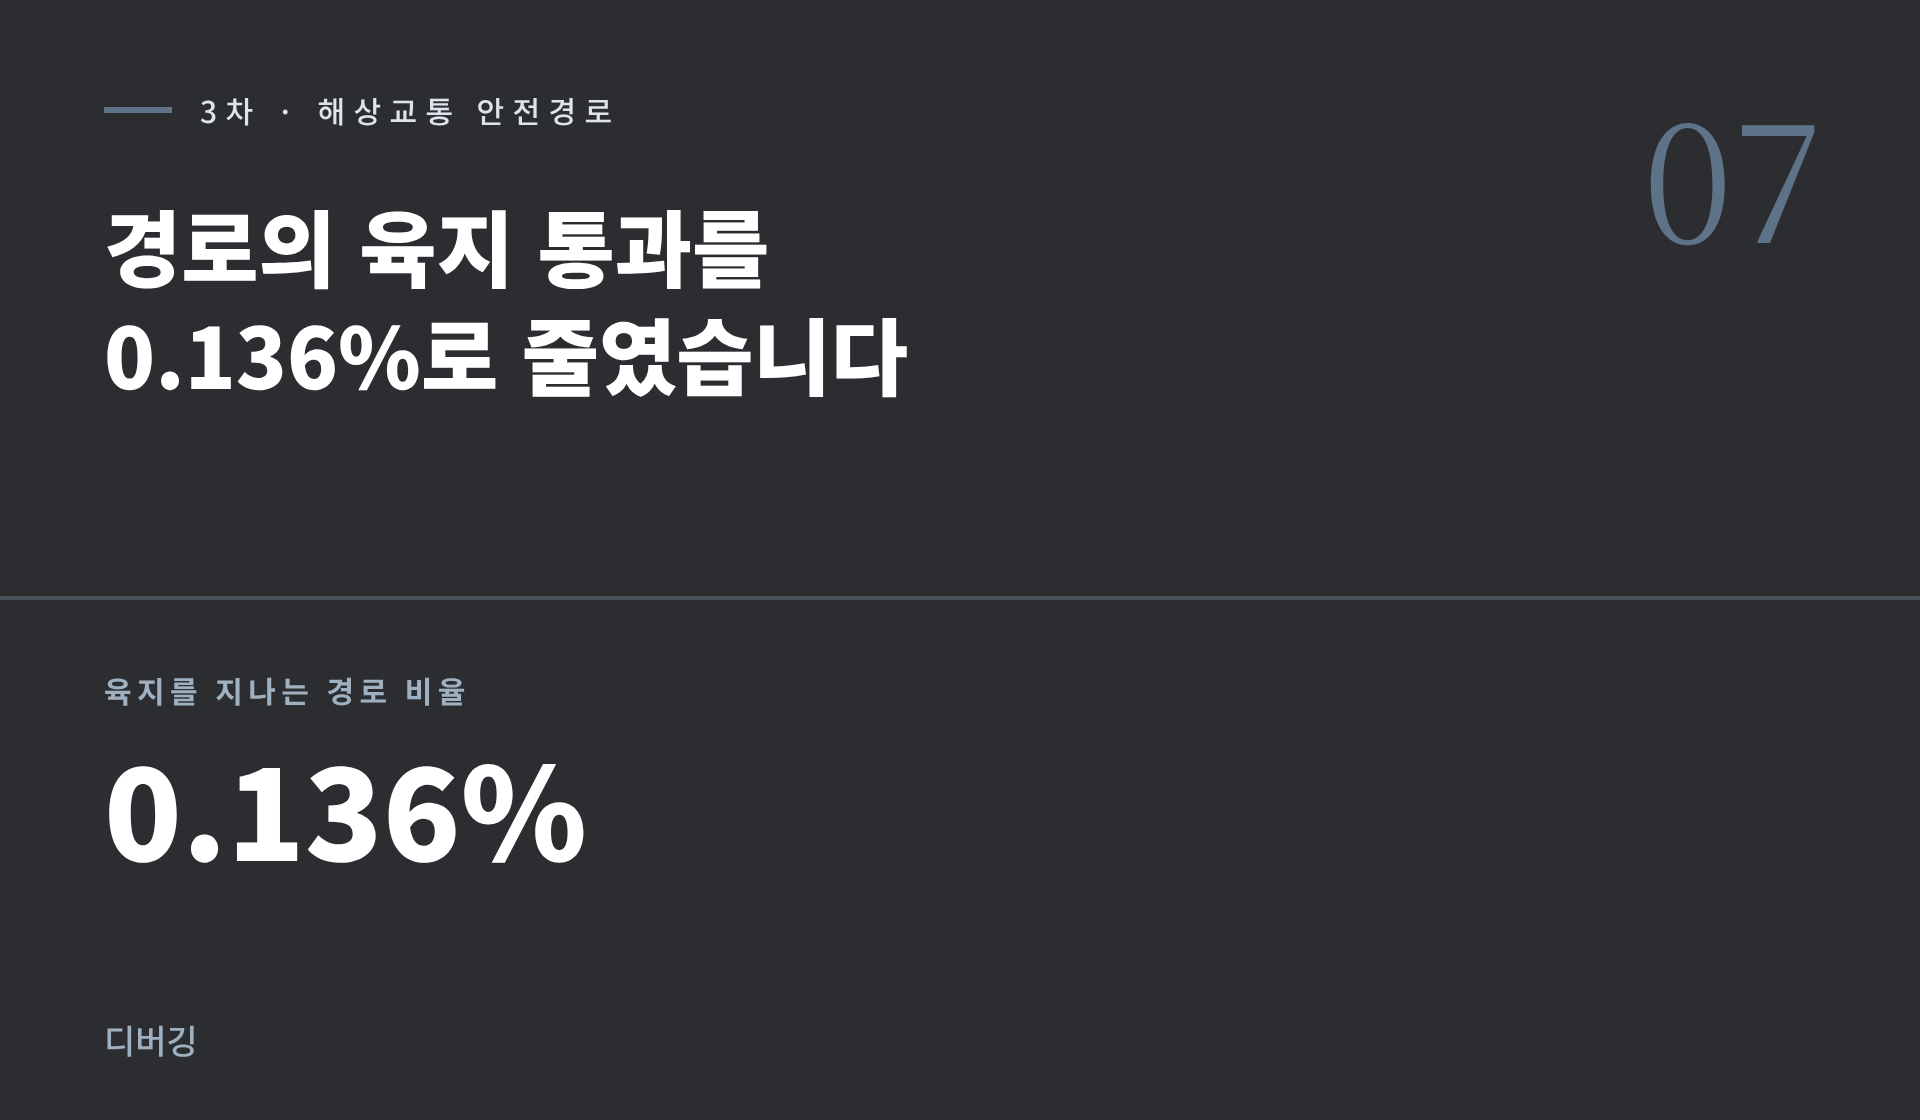 3차 · 해상교통 안전경로
07
경로의 육지 통과를
0.136%로 줄였습니다
육지를 지나는 경로 비율
0.136%
디버깅